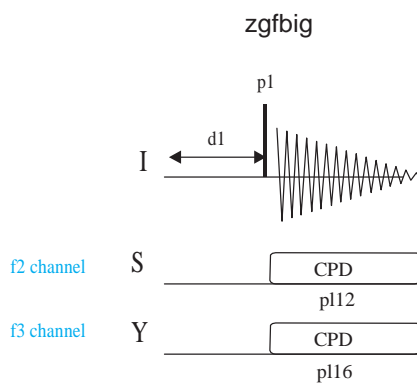 zgfbig
p1
d1
I
f2 channel S CPD
pl12
f3 channel Y CPD
pl16